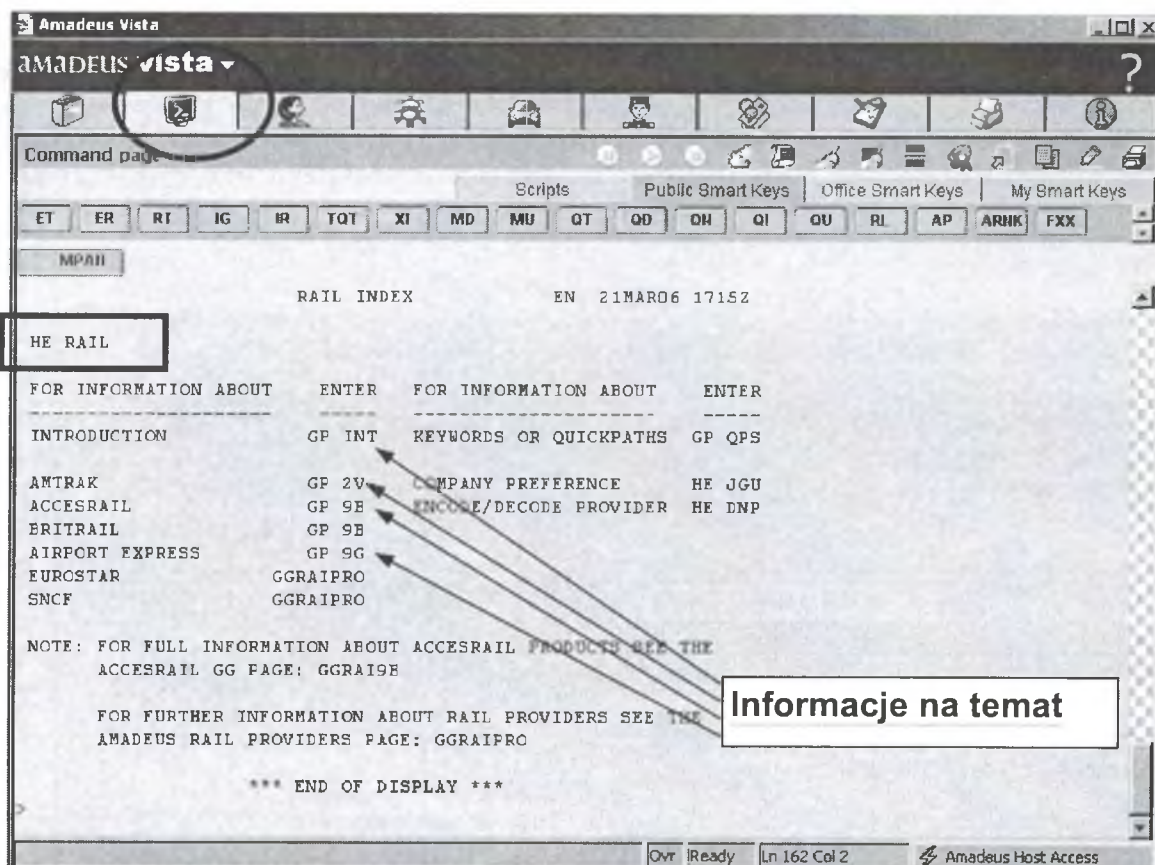 Amadeus Vista
amadeus vista
?
Command page
Scripts Public Smart Keys Office Smart Keys My Smart Keys
ET ER RT IG IR TQT XI MD MU QT QD QN QI QU RL AP ARNK FXX
MPAN
RAIL INDEX EN 21MAR06 1715Z
HE RAIL
FOR INFORMATION ABOUT ENTER FOR INFORMATION ABOUT ENTER
INTRODUCTION GP INT KEYWORDS OR QUICKPATHS GP QPS
AMTRAK GP 2V COMPANY PREFERENCE HE JGU
ACCESRAIL GP 9E ENCODE/DECODE PROVIDER HE DNP
BRITRAIL GP 9B
AIRPORT EXPRESS GP 9G
EUROSTAR GGRAIPRO
SNCF GGRAIPRO
NOTE: FOR FULL INFORMATION ABOUT ACCESRAIL PRODUCTS SEE THE
ACCESRAIL GG PAGE: GGRAI9E
FOR FURTHER INFORMATION ABOUT RAIL PROVIDERS SEE THE
AMADEUS RAIL PROVIDERS PAGE: GGRAIPRO
Informacje na temat
*** END OF DISPLAY ***
>
Ovr Ready Ln 162 Col 2 Amadeus Host Access